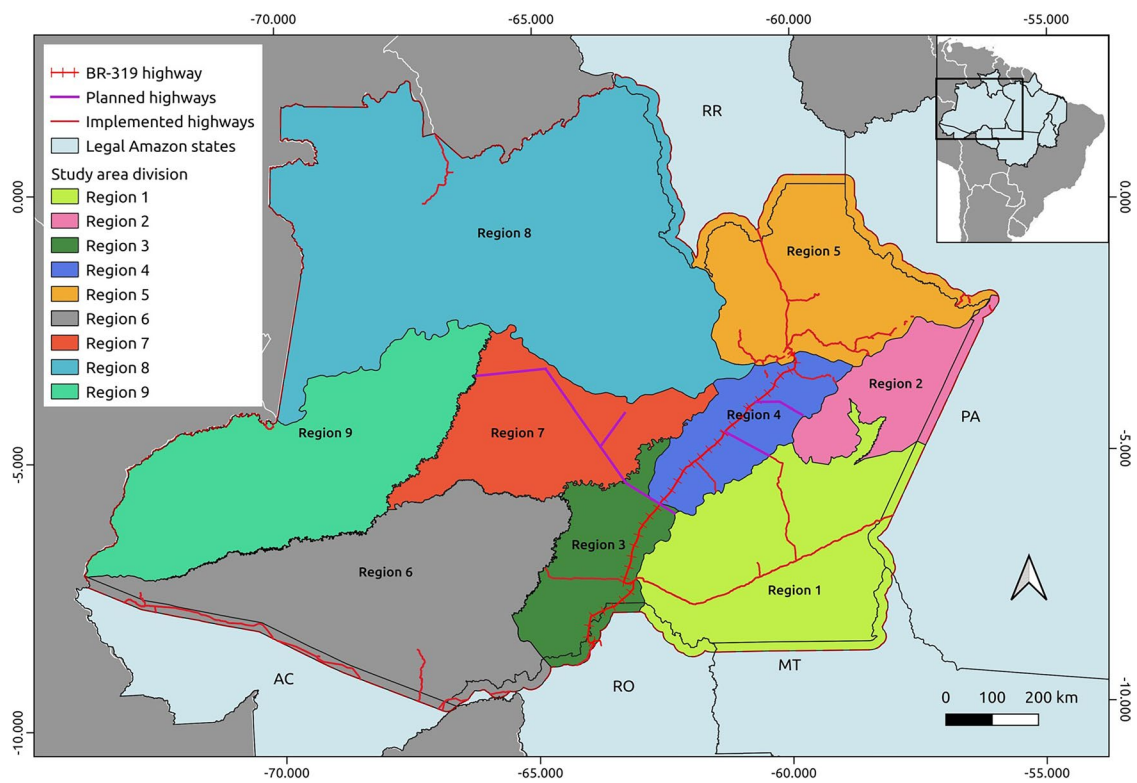 -70.000
-65.000
-60.000
-55.000
BR-319 highway
Planned highways
Implemented highways
Legal Amazon states
Study area division
Region 1
Region 2
Region 3
Region 4
Region 5
Region 6
Region 7
Region 8
Region 9
RR
0.000
0.000
Region 8
Region 5
Region 2
Region 4
PA
Region 9
Region 7
-5.000
-5.000
Region 3
Region 6
Region 1
MT
AC
RO
0 100 200 km
-10.000
-10.000
-70.000
-65.000
-60.000
-55.000